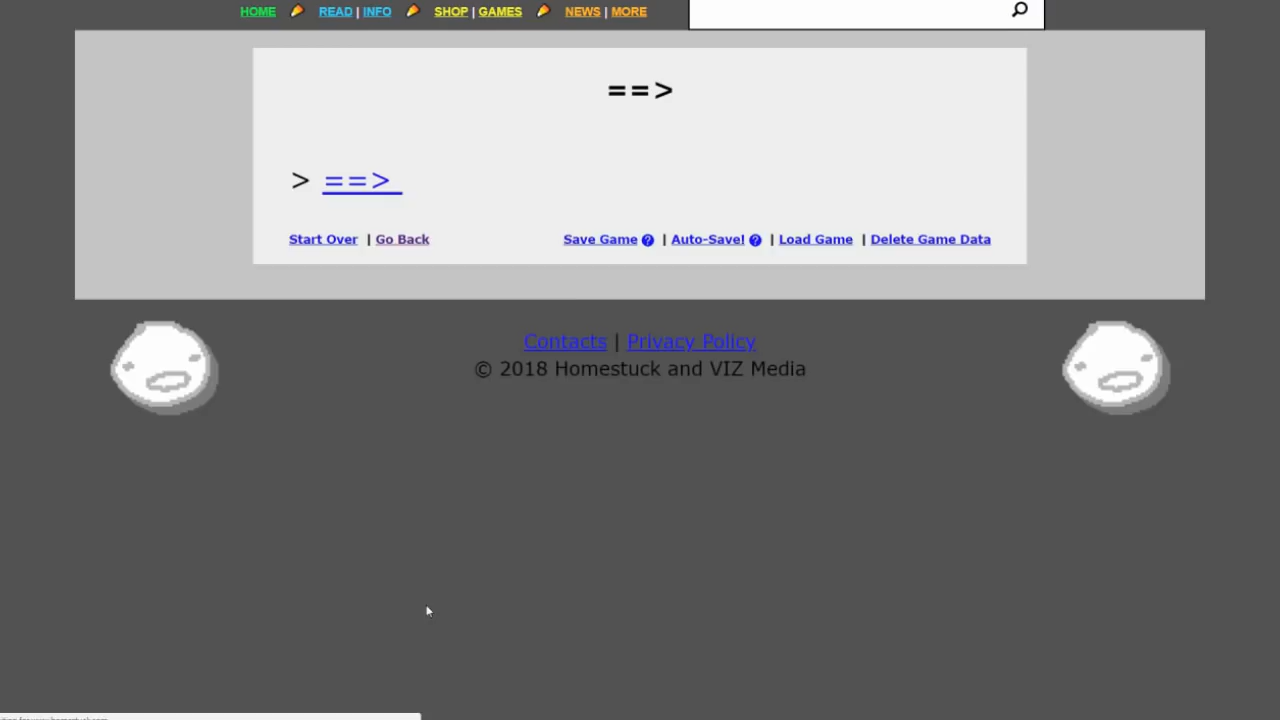 HOME READ | INFO SHOP | GAMES NEWS | MORE
==>
> ==>
Start Over | Go Back Save Game ? | Auto-Save! ? | Load Game | Delete Game Data
Contacts | Privacy Policy
© 2018 Homestuck and VIZ Media